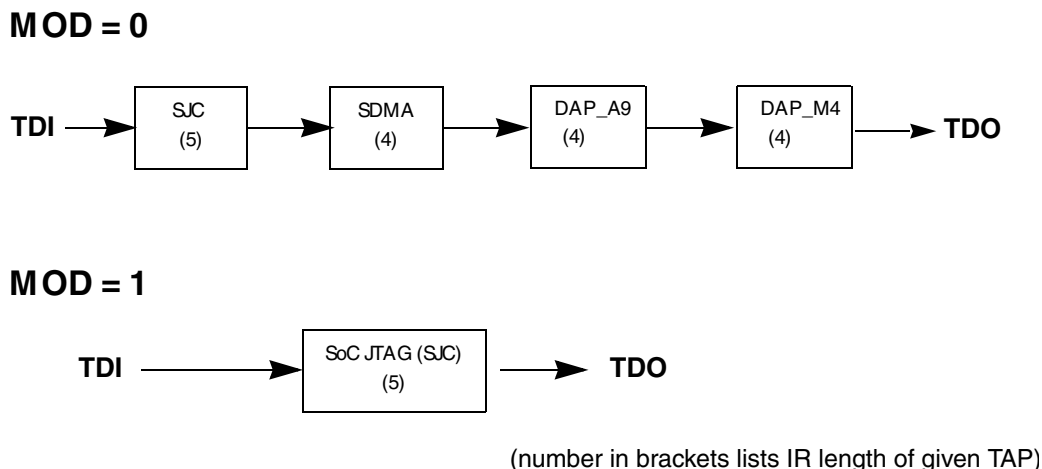 MOD = 0
TDI
SJC
(5)
SDMA
(4)
DAP_A9
(4)
DAP_M4
(4)
TDO
MOD = 1
TDI
SoC JTAG (SJC)
(5)
TDO
(number in brackets lists IR length of given TAP)